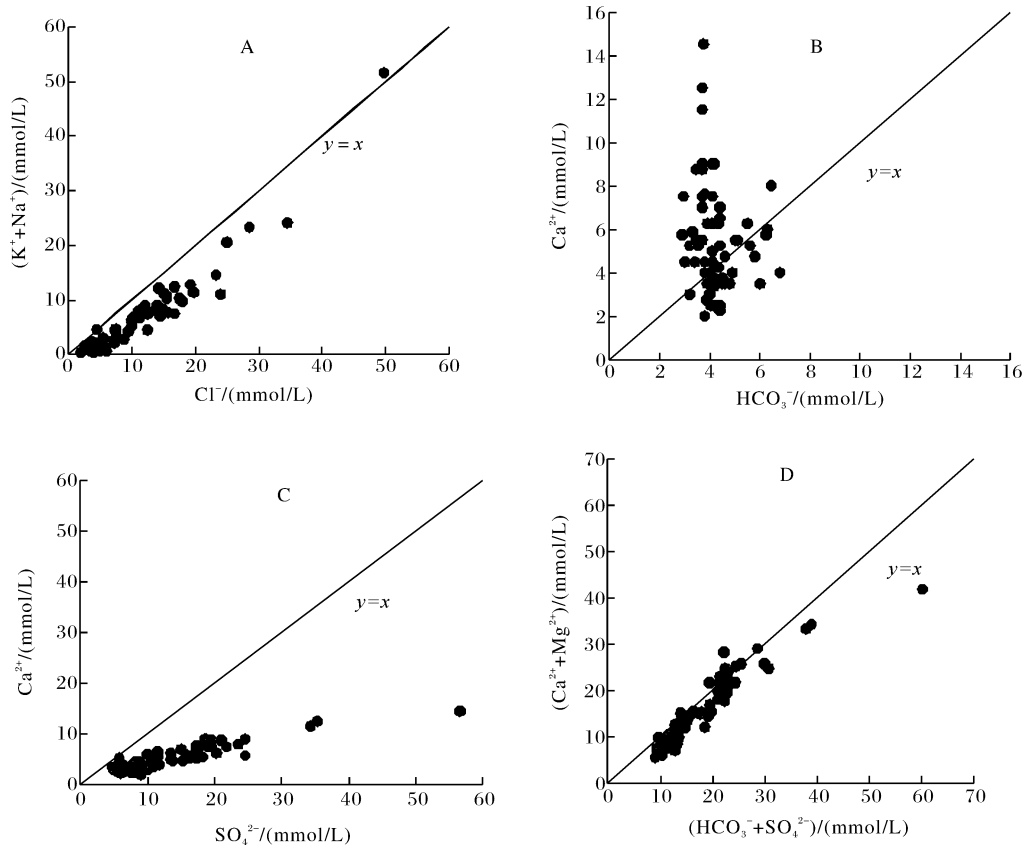 A
60
50
40
30
20
10
0
(K⁺+Na⁺)/(mmol/L)
y = x
0 10 20 30 40 50 60
Cl⁻/(mmol/L)
B
16
14
12
10
8
6
4
2
0
Ca²⁺/(mmol/L)
y=x
0 2 4 6 8 10 12 14 16
HCO₃⁻/(mmol/L)
C
60
50
40
30
20
10
0
Ca²⁺/(mmol/L)
y=x
0 10 20 30 40 50 60
SO₄²⁻/(mmol/L)
D
70
60
50
40
30
20
10
0
(Ca²⁺+Mg²⁺)/(mmol/L)
y=x
0 10 20 30 40 50 60 70
(HCO₃⁻+SO₄²⁻)/(mmol/L)